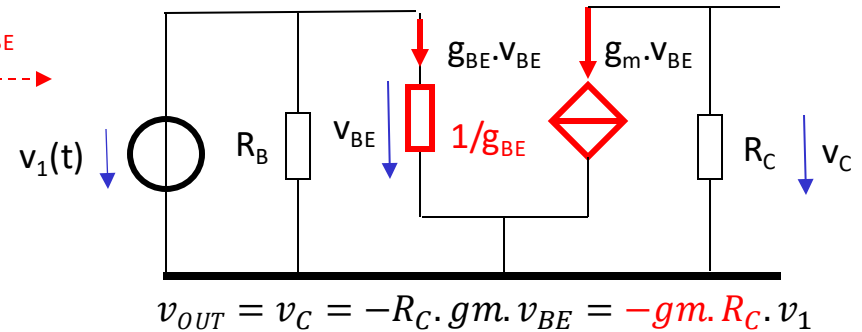 BE
g_BE.v_BE
g_m.v_BE
v_1(t)
R_B
v_BE
1/g_BE
R_C
v_C
v_OUT = v_C = −R_C.gm.v_BE = −gm.R_C.v_1